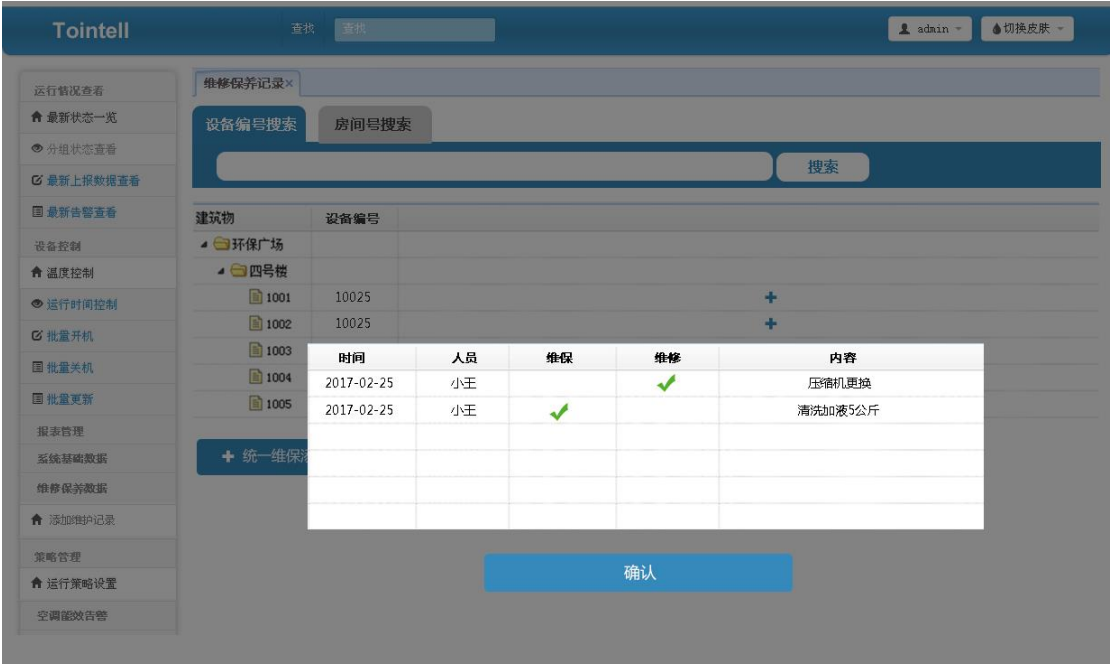 Tointell
查找 查找
admin 切换皮肤
运行情况查看
最新状态一览
分组状态查看
最新上报数据查看
最新告警查看
设备控制
温度控制
运行时间控制
批量开机
批量关机
批量更新
报表管理
系统基础数据
维修保养数据
添加维护记录
策略管理
运行策略设置
空调能效告警
维修保养记录×
设备编号搜索 房间号搜索
搜索
建筑物 设备编号
环保广场
四号楼
1001 10025
1002 10025
1003
1004
1005
统一维保
时间 人员 维保 维修 内容
2017-02-25 小王 压缩机更换
2017-02-25 小王 清洗加液5公斤
确认